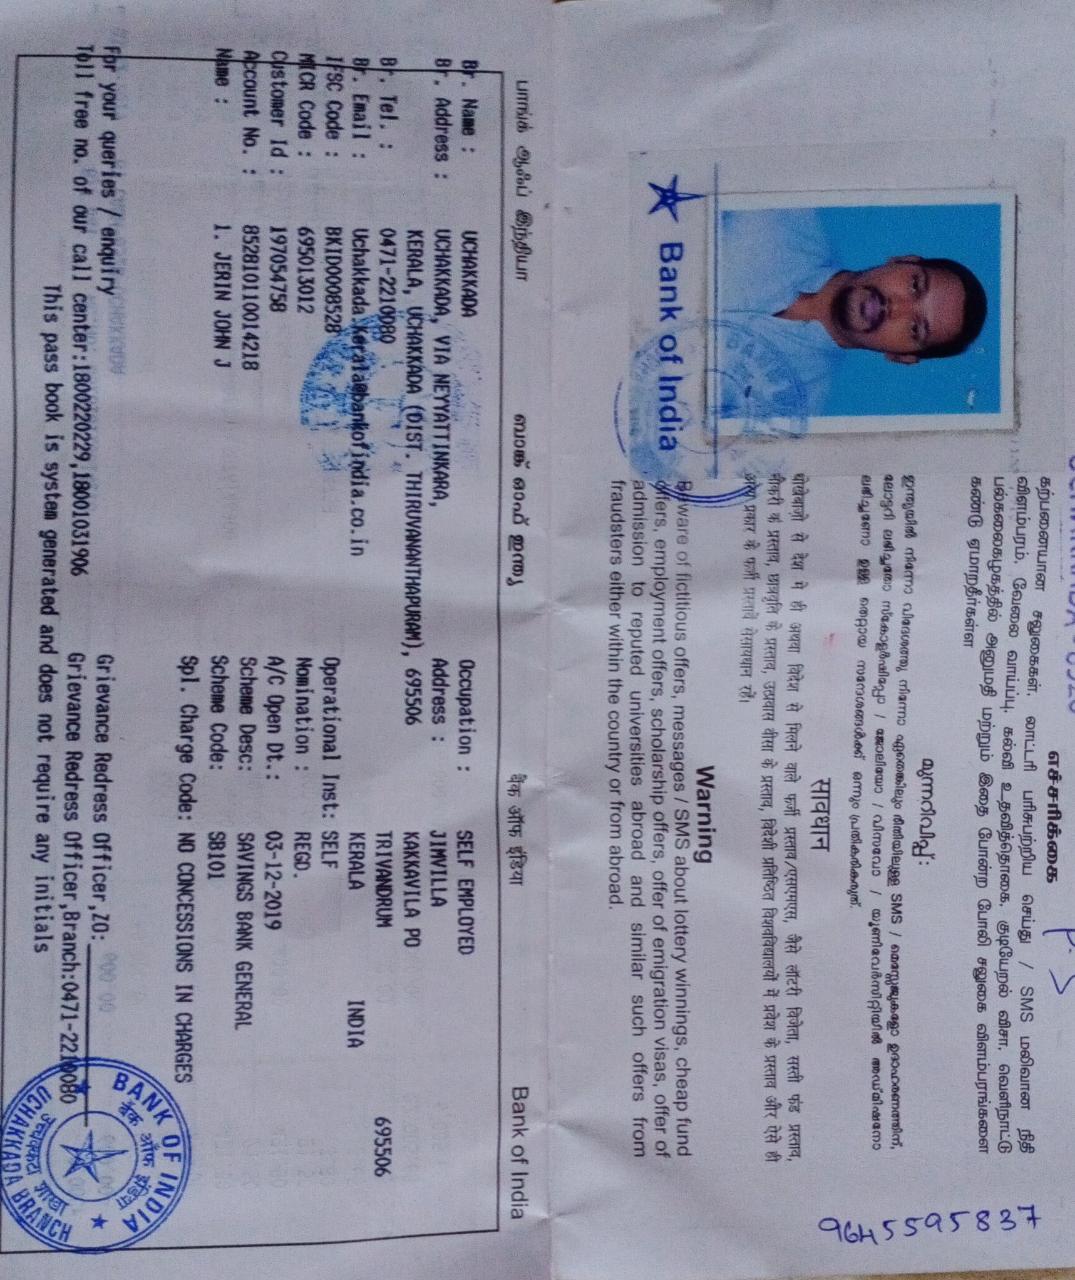 UCHAKKADA - 8528
P. S
எச்சரிக்கை
கற்பனையான சலுகைகள், லாட்டரி பரிசுபற்றிய செய்து / SMS மலிவான நிதி
விளம்பரம், வேலை வாய்ப்பு, கல்வி உதவித்தொகை, குடியேறல் விசா, வெளிநாட்டு
பல்கலைகழகத்தில் அனுமதி மற்றும் இதை போன்ற போலி சலுகை விளம்பரங்களை
கண்டு ஏமாறதீர்கள்ள
9645595837
മുന്നറിവിപ്പ്:
ഇന്ത്യയിൽ നിന്നോ വിദേശത്തു നിന്നോ ഏതെങ്കിലും രീതിയിലുള്ള SMS / മെസ്സേജുകളോ ഉദാഹരണത്തിന്,
ലോട്ടറി ലഭിച്ചതോ സ്കോളർഷിപ്പോ / ജോലിയോ / വിസവോ / യൂണിവേർസിറ്റിയിൽ അഡ്മിഷനോ
ലഭിച്ചണോ ഉള്ള തെറ്റായ സന്ദേശങ്ങൾക്ക് ഒന്നും പ്രതികരികരുത്.
सावधान
धोखेबाज़ो से देश मे ही अथवा विदेश से मिलने वाले फर्जी प्रस्ताव/एसएमएस, जैसे लॉटरी विजेता, सस्ती फंड प्रस्ताव,
नौकरी कं प्रस्ताव, छात्रवृति के प्रस्ताव, उत्प्रवास वीसा के प्रस्ताव, विदेशी प्रतिष्ठित विशवविद्यालयों में प्रवेश के प्रस्ताव और ऐसे ही
अन्य प्रकार के फर्जी प्रस्तावें सेसायधान रहें।
Warning
Beware of fictitious offers, messages / SMS about lottery winnings, cheap fund
offers, employment offers, scholarship offers, offer of emigration visas, offer of
admission to reputed universities abroad and similar such offers from
fraudsters either within the country or from abroad.
Bank of India
பாங்க் ஆஃப் இந்தியா ബാങ്ക് ഓഫ് ഇന്ത്യ बैंक ऑफ इंडिया Bank of India
Br. Name : UCHAKKADA Occupation : SELF EMPLOYED
Br. Address : UCHAKKADA, VIA NEYYATTINKARA, Address : JIMVILLA
KERALA, UCHAKKADA (DIST. THIRUVANANTHAPURAM), 695506 KAKKAVILA PO
Br. Tel. : 0471-2210080 TRIVANDRUM 695506
Br. Email : Uchakkada.Kerala@bankofindia.co.in KERALA INDIA
IFSC Code : BKID0008528 Operational Inst: SELF
MICR Code : 695013012 Nomination : REGD.
Customer Id : 197054758 A/C Open Dt.: 03-12-2019
Account No. : 852810110014218 Scheme Desc: SAVINGS BANK GENERAL
Name : 1. JERIN JOHN J Scheme Code: SB101
Spl. Charge Code: NO CONCESSIONS IN CHARGES
For your queries / enquiry Grievance Redress Officer,ZO:
Toll free no. of our call center:1800220229,18001031906 Grievance Redress Officer,Branch:0471-2210080
This pass book is system generated and does not require any initials
BANK OF INDIA
बैंक ऑफ इंडिया
उच्चक्कटा शाखा
UCHAKKADA BRANCH